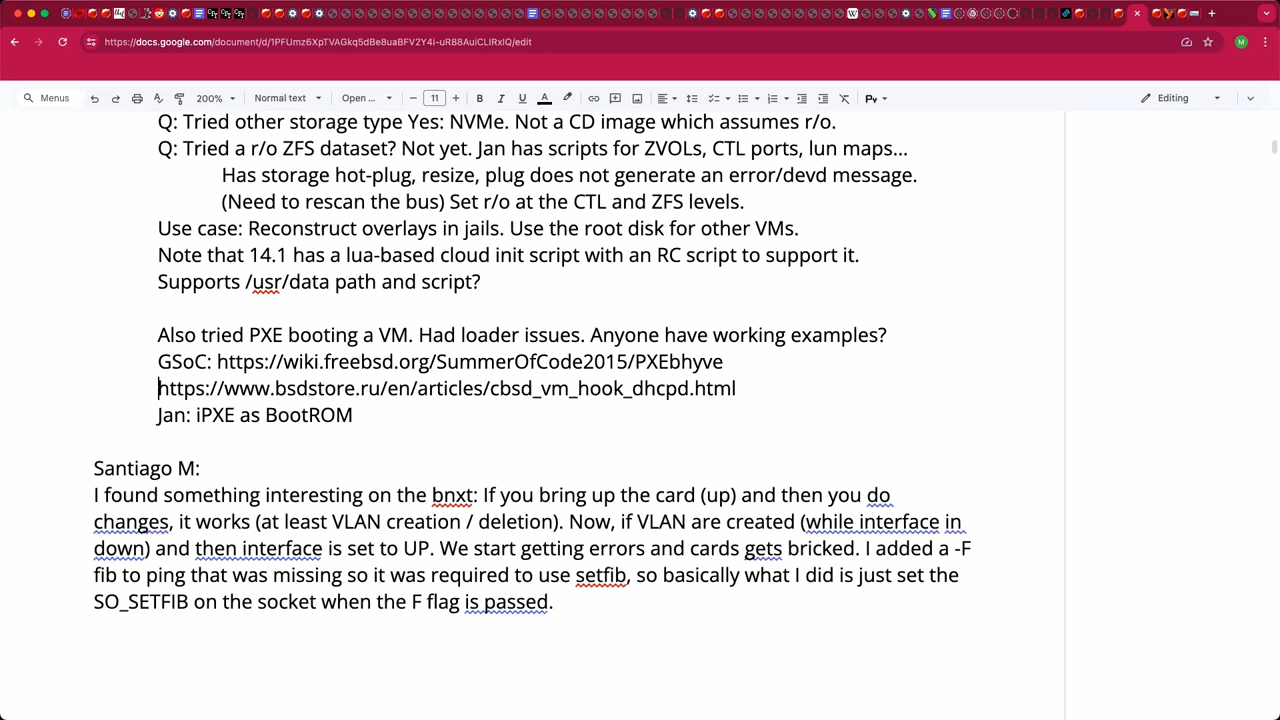 https://docs.google.com/document/d/1PFUmz6XpTVAGkq5dBe8uaBFV2Y4i-uR88AuiCLIRxIQ/edit
Menus 200% Normal text Open ... 11 B I U A Editing
Q: Tried other storage type Yes: NVMe. Not a CD image which assumes r/o.
Q: Tried a r/o ZFS dataset? Not yet. Jan has scripts for ZVOLs, CTL ports, lun maps...
Has storage hot-plug, resize, plug does not generate an error/devd message.
(Need to rescan the bus) Set r/o at the CTL and ZFS levels.
Use case: Reconstruct overlays in jails. Use the root disk for other VMs.
Note that 14.1 has a lua-based cloud init script with an RC script to support it.
Supports /usr/data path and script?
Also tried PXE booting a VM. Had loader issues. Anyone have working examples?
GSoC: https://wiki.freebsd.org/SummerOfCode2015/PXEbhyve
https://www.bsdstore.ru/en/articles/cbsd_vm_hook_dhcpd.html
Jan: iPXE as BootROM
Santiago M:
I found something interesting on the bnxt: If you bring up the card (up) and then you do
changes, it works (at least VLAN creation / deletion). Now, if VLAN are created (while interface in
down) and then interface is set to UP. We start getting errors and cards gets bricked. I added a -F
fib to ping that was missing so it was required to use setfib, so basically what I did is just set the
SO_SETFIB on the socket when the F flag is passed.